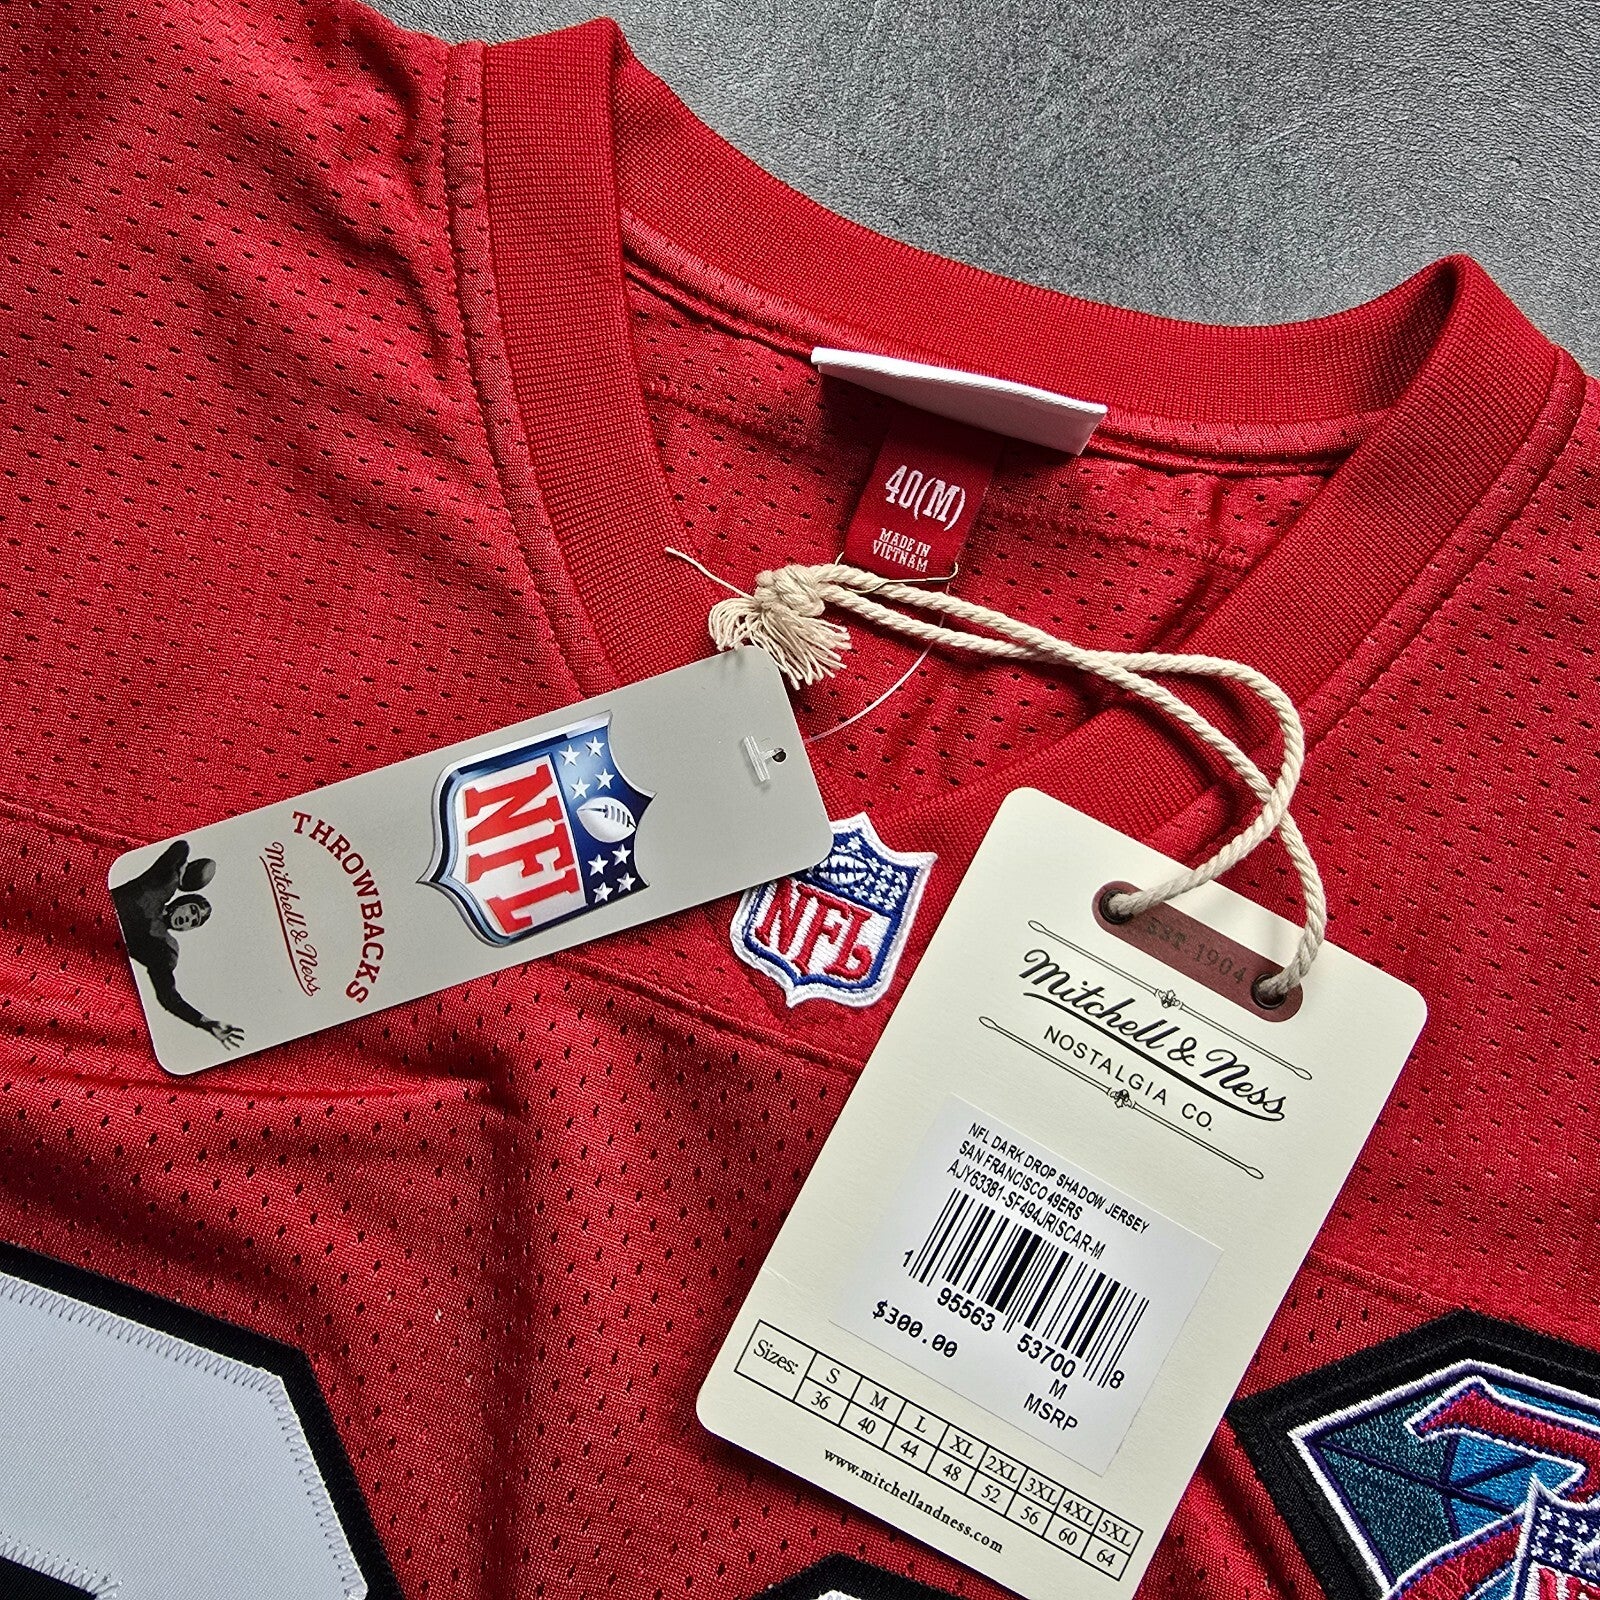 40(M)
MADE IN
VIETNAM
THROWBACKS
Mitchell & Ness
NFL
NFL
EST 1904
Mitchell & Ness
NOSTALGIA CO.
NFL DARK DROP SHADOW JERSEY
SAN FRANCISCO 49ERS
AJY63381-SF494JRISCAR-M
1 95563 53700 8
$300.00
M
MSRP
Sizes: S M L XL 2XL 3XL 4XL 5XL
36 40 44 48 52 56 60 64
www.mitchellandness.com